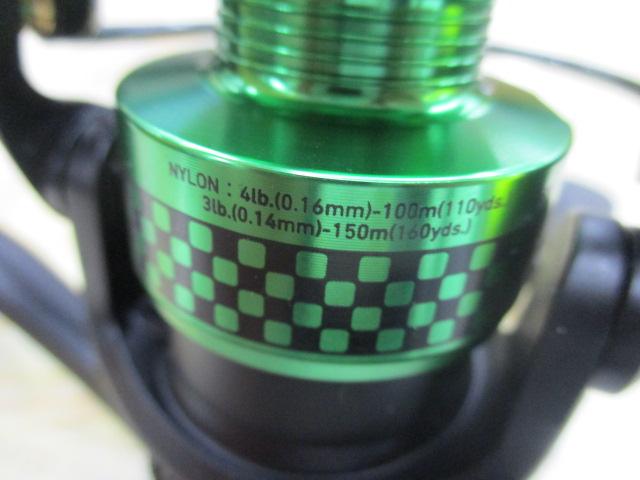 NYLON : 4lb.(0.16mm)-100m(110yds.
3lb.(0.14mm)-150m(160yds.)